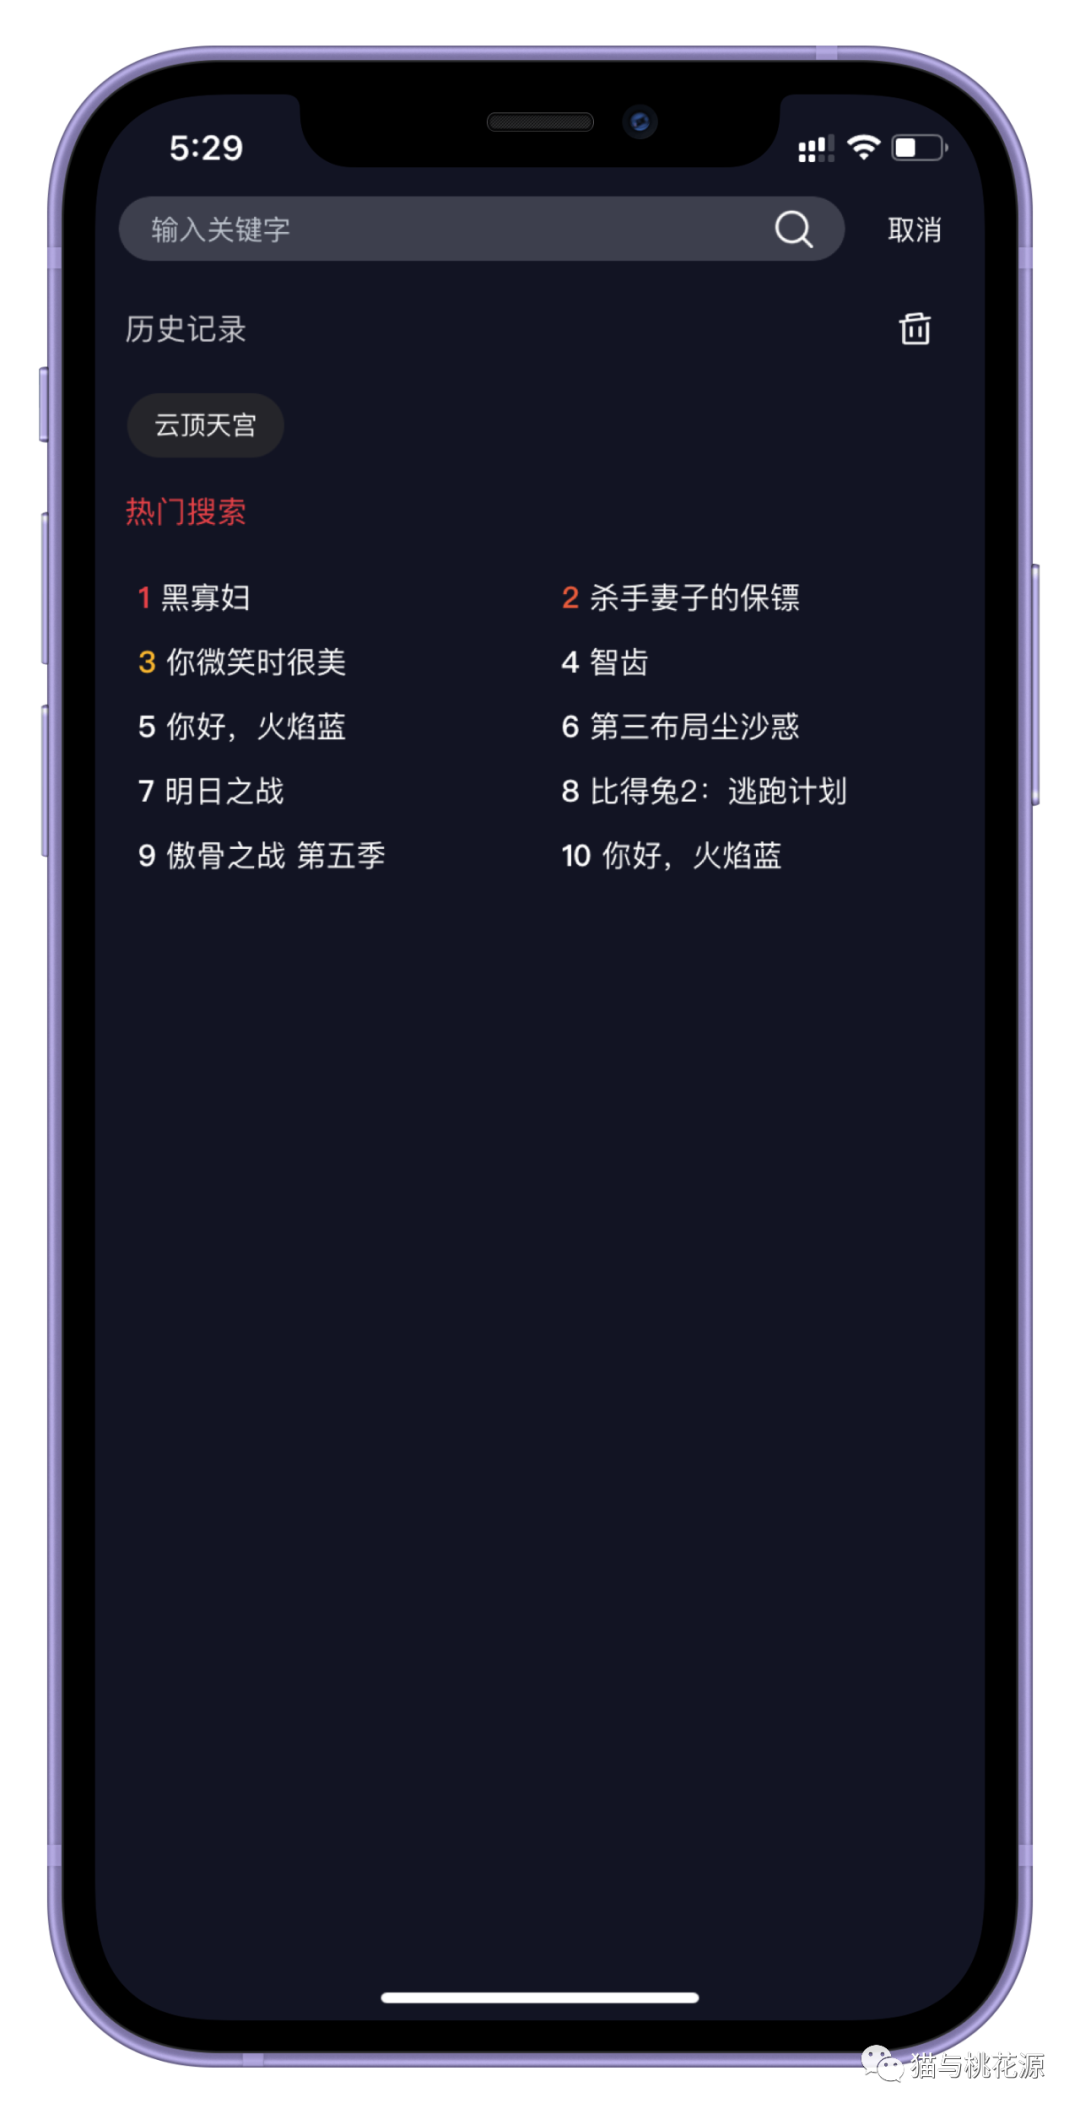 5:29
输入关键字
取消
历史记录
云顶天宫
热门搜索
1 黑寡妇
2 杀手妻子的保镖
3 你微笑时很美
4 智齿
5 你好，火焰蓝
6 第三布局尘沙惑
7 明日之战
8 比得兔2：逃跑计划
9 傲骨之战 第五季
10 你好，火焰蓝
猫与桃花源